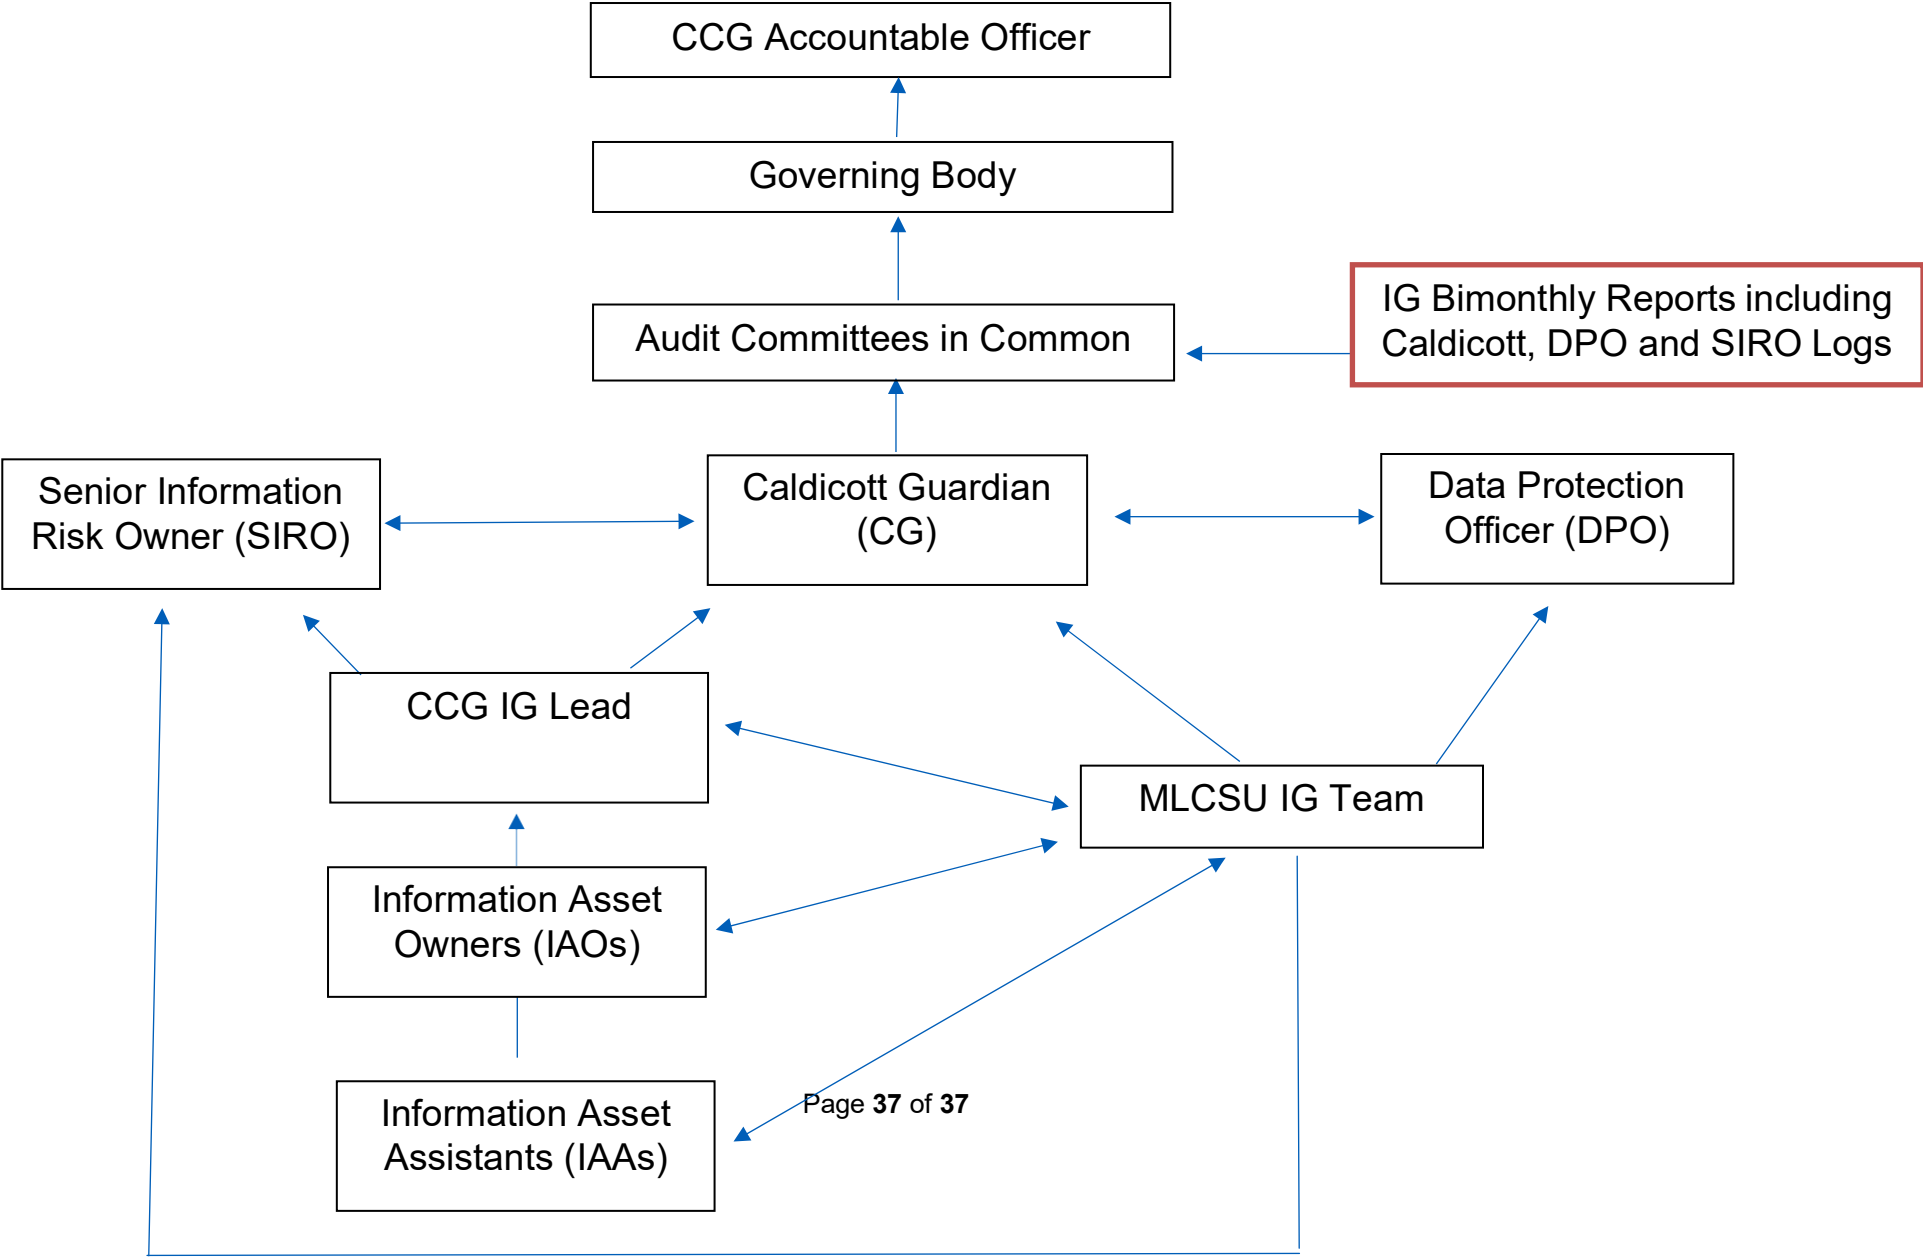 CCG Accountable Officer
Governing Body
Audit Committees in Common
IG Bimonthly Reports including
Caldicott, DPO and SIRO Logs
Senior Information
Risk Owner (SIRO)
Caldicott Guardian
(CG)
Data Protection
Officer (DPO)
CCG IG Lead
MLCSU IG Team
Information Asset
Owners (IAOs)
Information Asset
Assistants (IAAs)
Page 37 of 37